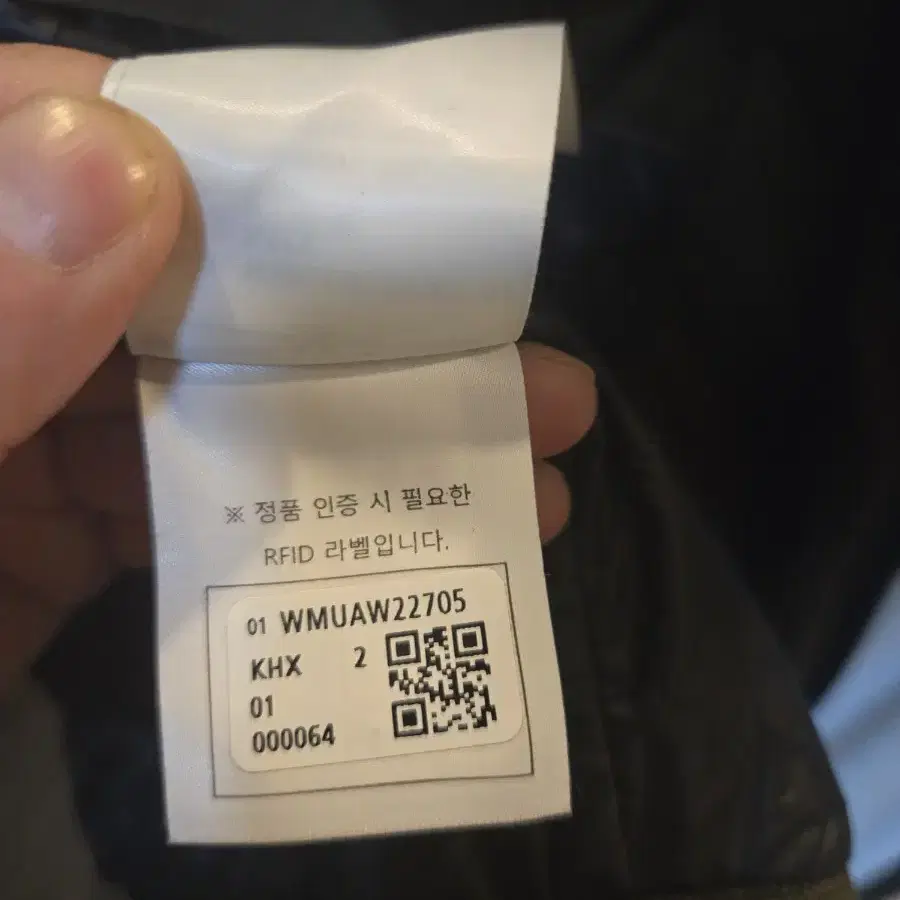 ※ 정품 인증 시 필요한
RFID 라벨입니다.
01 WMUAW22705
KHX 2
01
000064